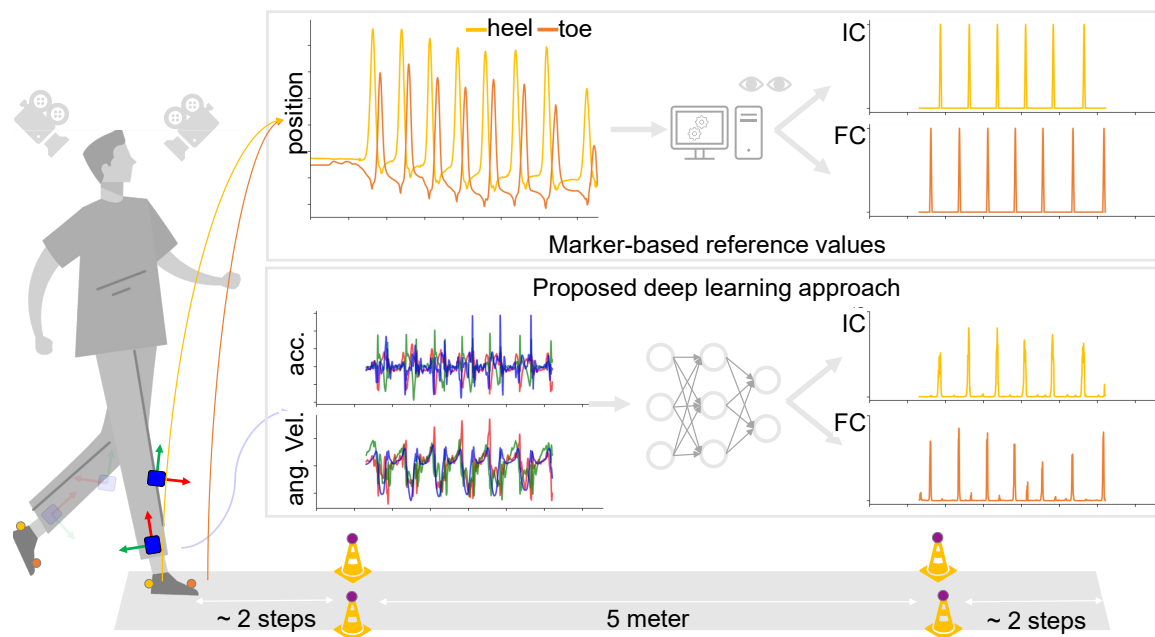 heel
toe
position
IC
FC
Marker-based reference values
Proposed deep learning approach
acc.
ang. Vel.
IC
FC
~ 2 steps
5 meter
~ 2 steps